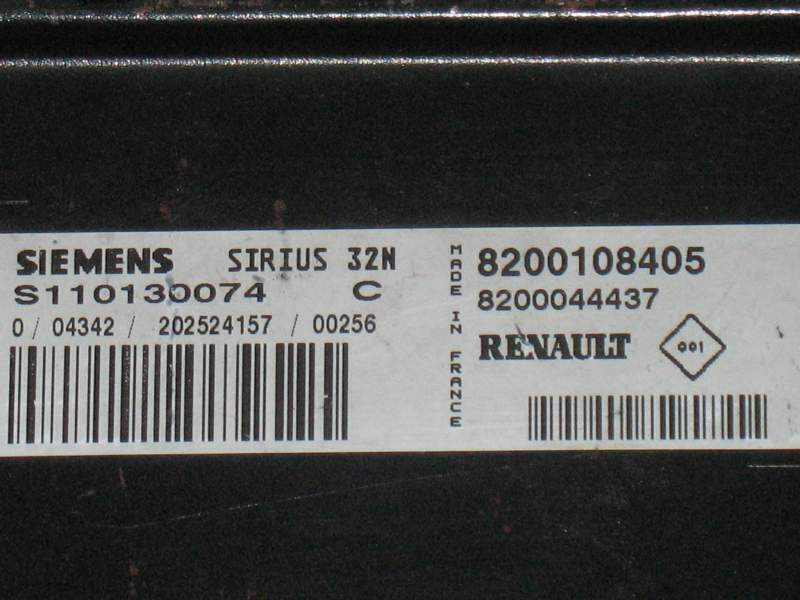 SIEMENS SIRIUS 32N
S110130074 C
0 / 04342 / 202524157 / 00256
MADE IN FRANCE
8200108405
8200044437
RENAULT 001